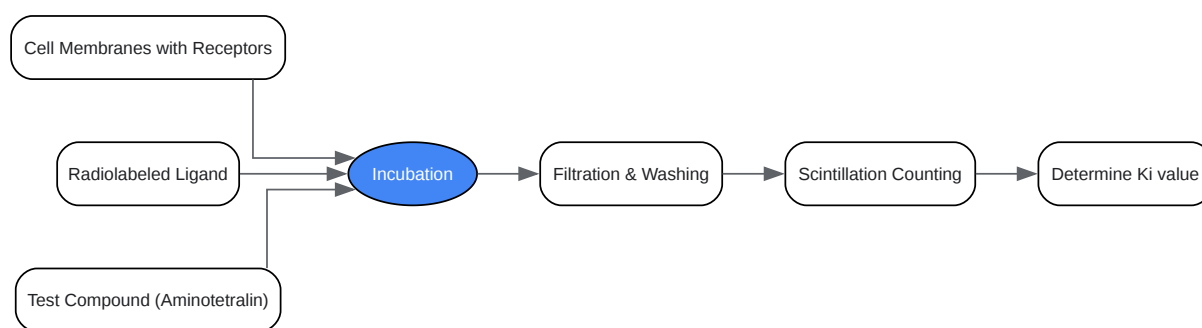 Cell Membranes with Receptors
Radiolabeled Ligand
Incubation
Filtration & Washing
Scintillation Counting
Determine Ki value
Test Compound (Aminotetralin)